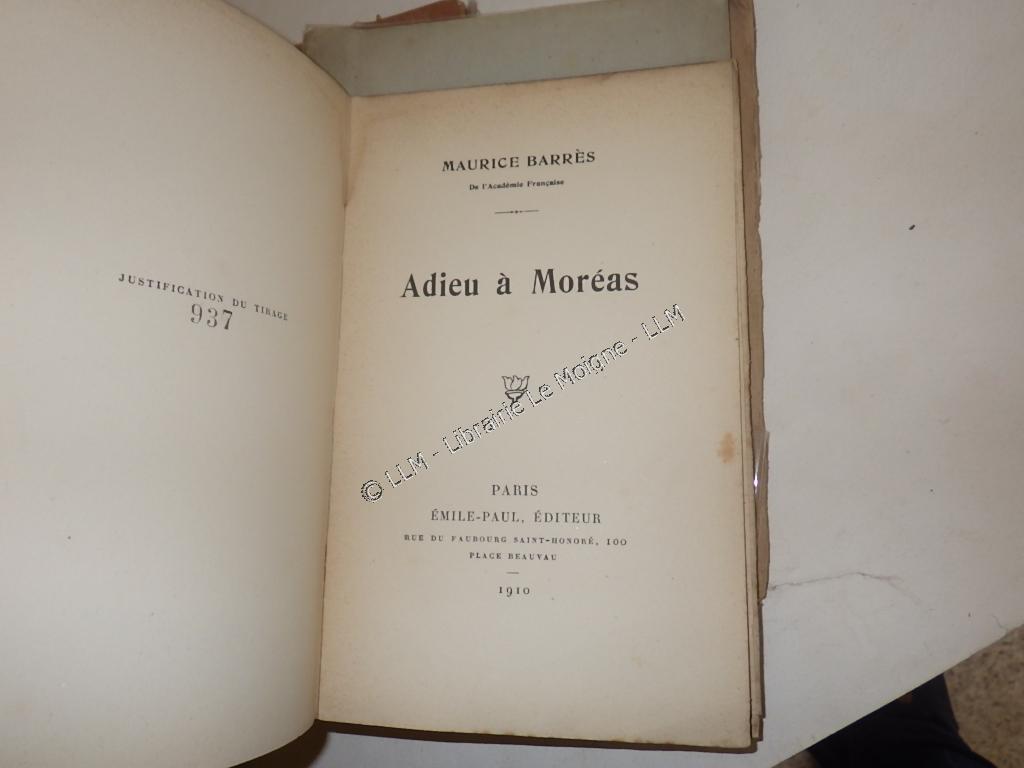 JUSTIFICATION DU TIRAGE
937
MAURICE BARRÈS
De l'Académie Française
Adieu à Moréas
© LLM - Librairie Le Moigne - LLM
PARIS
ÉMILE-PAUL, ÉDITEUR
RUE DU FAUBOURG SAINT-HONORÉ, 100
PLACE BEAUVAU
1910